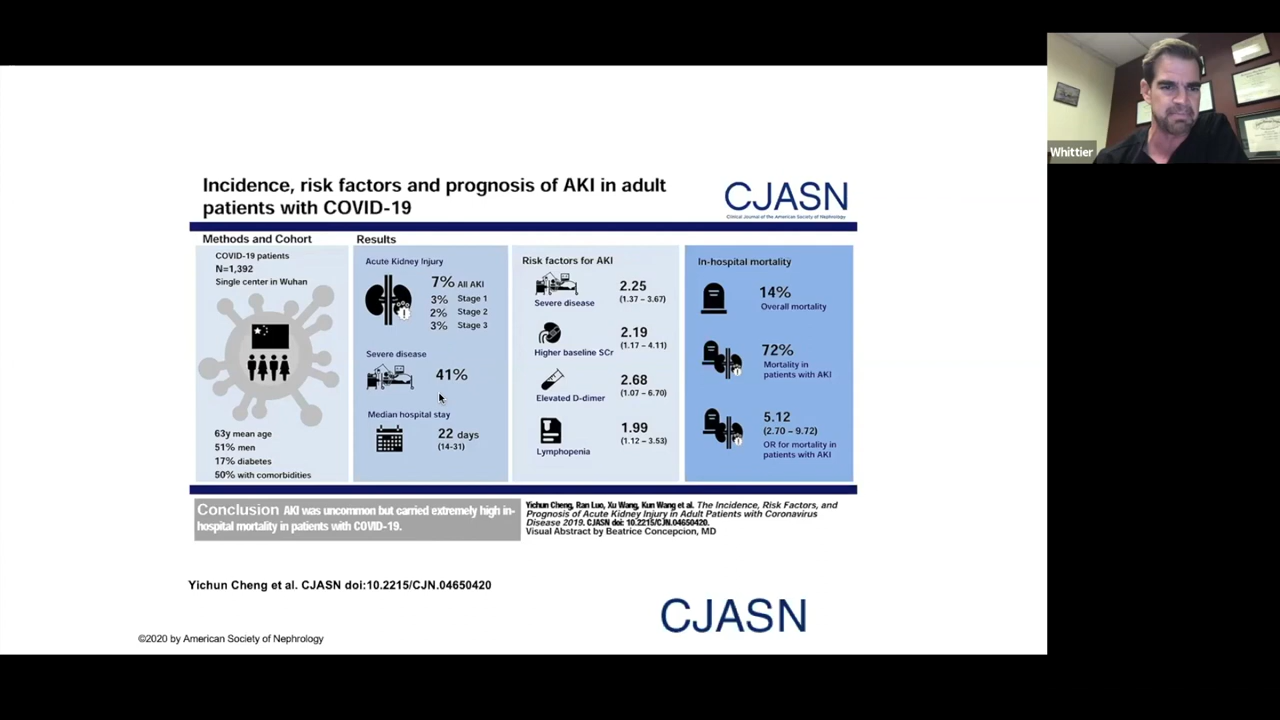 Whittier
Incidence, risk factors and prognosis of AKI in adult
patients with COVID-19
CJASN
Clinical Journal of the American Society of Nephrology
Methods and Cohort
COVID-19 patients
N=1,392
Single center in Wuhan
63y mean age
51% men
17% diabetes
50% with comorbidities
Results
Acute Kidney Injury
7% All AKI
3% Stage 1
2% Stage 2
3% Stage 3
Severe disease
41%
Median hospital stay
22 days
(14-31)
Risk factors for AKI
2.25
(1.37 – 3.67)
Severe disease
2.19
(1.17 – 4.11)
Higher baseline SCr
2.68
(1.07 – 6.70)
Elevated D-dimer
1.99
(1.12 – 3.53)
Lymphopenia
In-hospital mortality
14%
Overall mortality
72%
Mortality in
patients with AKI
5.12
(2.70 – 9.72)
OR for mortality in
patients with AKI
Conclusion AKI was uncommon but carried extremely high in-
hospital mortality in patients with COVID-19.
Yichun Cheng, Ran Luo, Xu Wang, Kun Wang et al. The Incidence, Risk Factors, and
Prognosis of Acute Kidney Injury in Adult Patients with Coronavirus
Disease 2019. CJASN doi: 10.2215/CJN.04650420.
Visual Abstract by Beatrice Concepcion, MD
Yichun Cheng et al. CJASN doi:10.2215/CJN.04650420
CJASN
©2020 by American Society of Nephrology